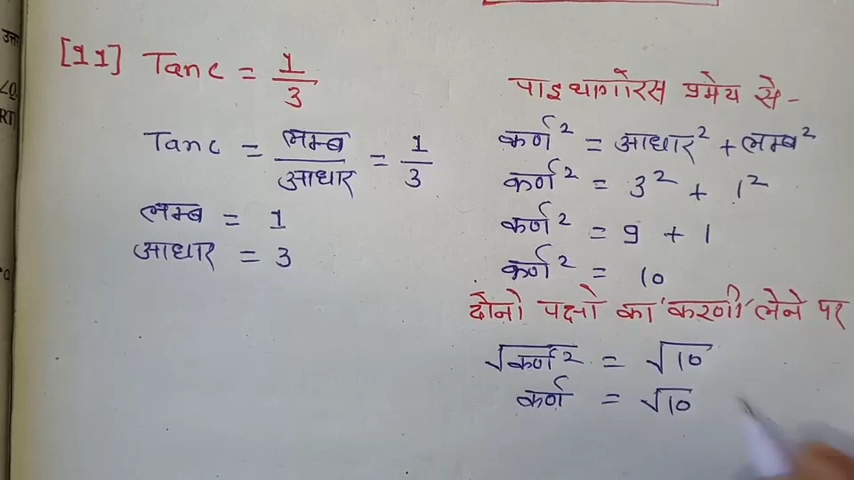 [11] Tanc = 1/3
Tanc = लम्ब/आधार = 1/3
लम्ब = 1
आधार = 3
पाइथागोरस प्रमेय से -
कर्ण² = आधार² + लम्ब²
कर्ण² = 3² + 1²
कर्ण² = 9 + 1
कर्ण² = 10
दोनो पक्षो का 'करणी' लेने पर
√कर्ण² = √10
कर्ण = √10